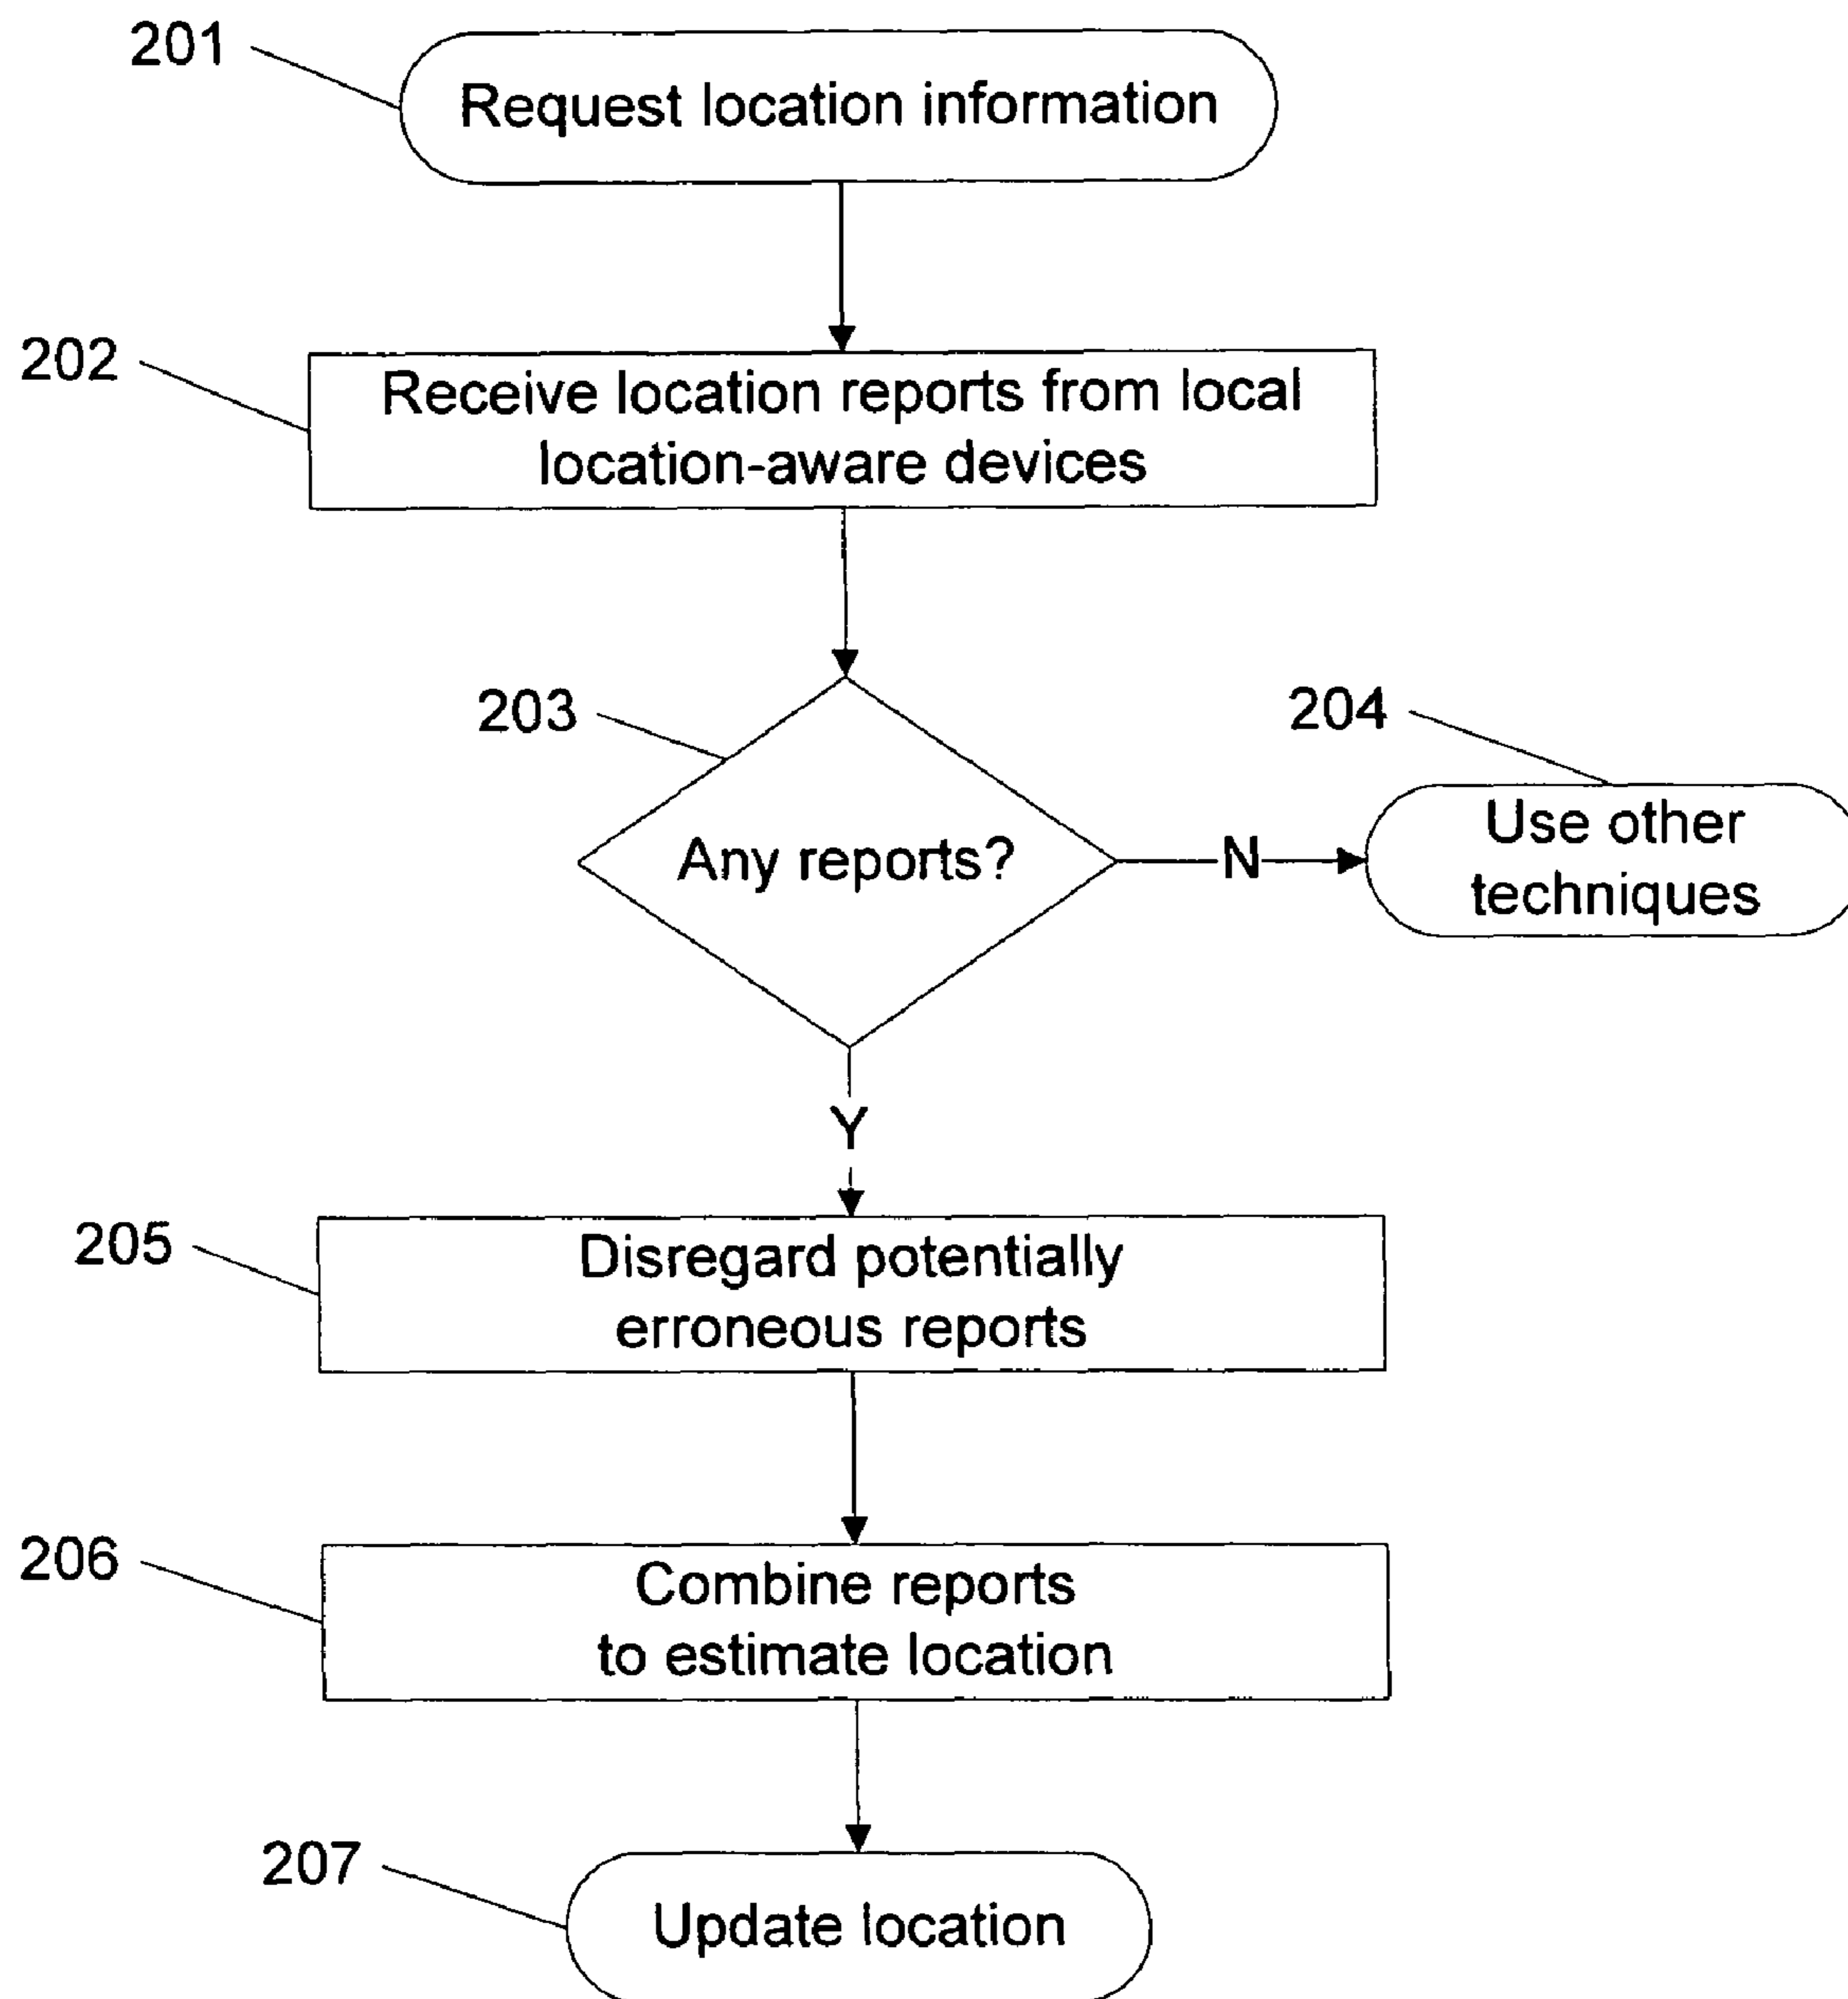 201
Request location information
202
Receive location reports from local
location-aware devices
203
Any reports?
N
204
Use other
techniques
Y
205
Disregard potentially
erroneous reports
206
Combine reports
to estimate location
207
Update location